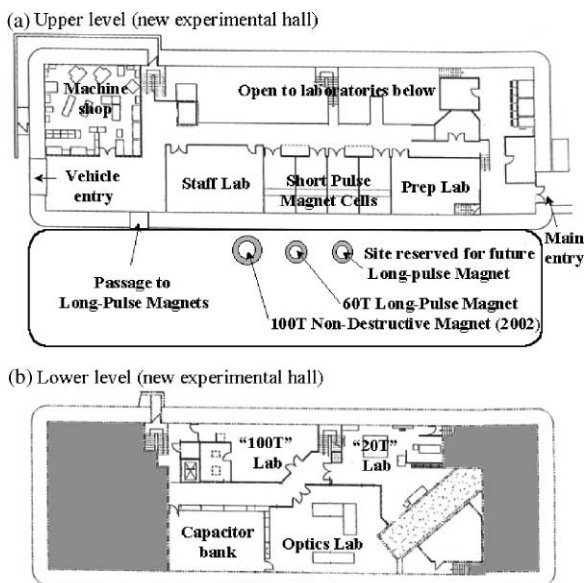 (a) Upper level (new experimental hall)
Machine
shop
Open to laboratories below
Vehicle
entry
Staff Lab
Short Pulse
Magnet Cells
Prep Lab
Main
entry
Passage to
Long-Pulse Magnets
Site reserved for future
Long-pulse Magnet
60T Long-Pulse Magnet
100T Non-Destructive Magnet (2002)
(b) Lower level (new experimental hall)
“100T”
Lab
“20T”
Lab
Capacitor
bank
Optics Lab